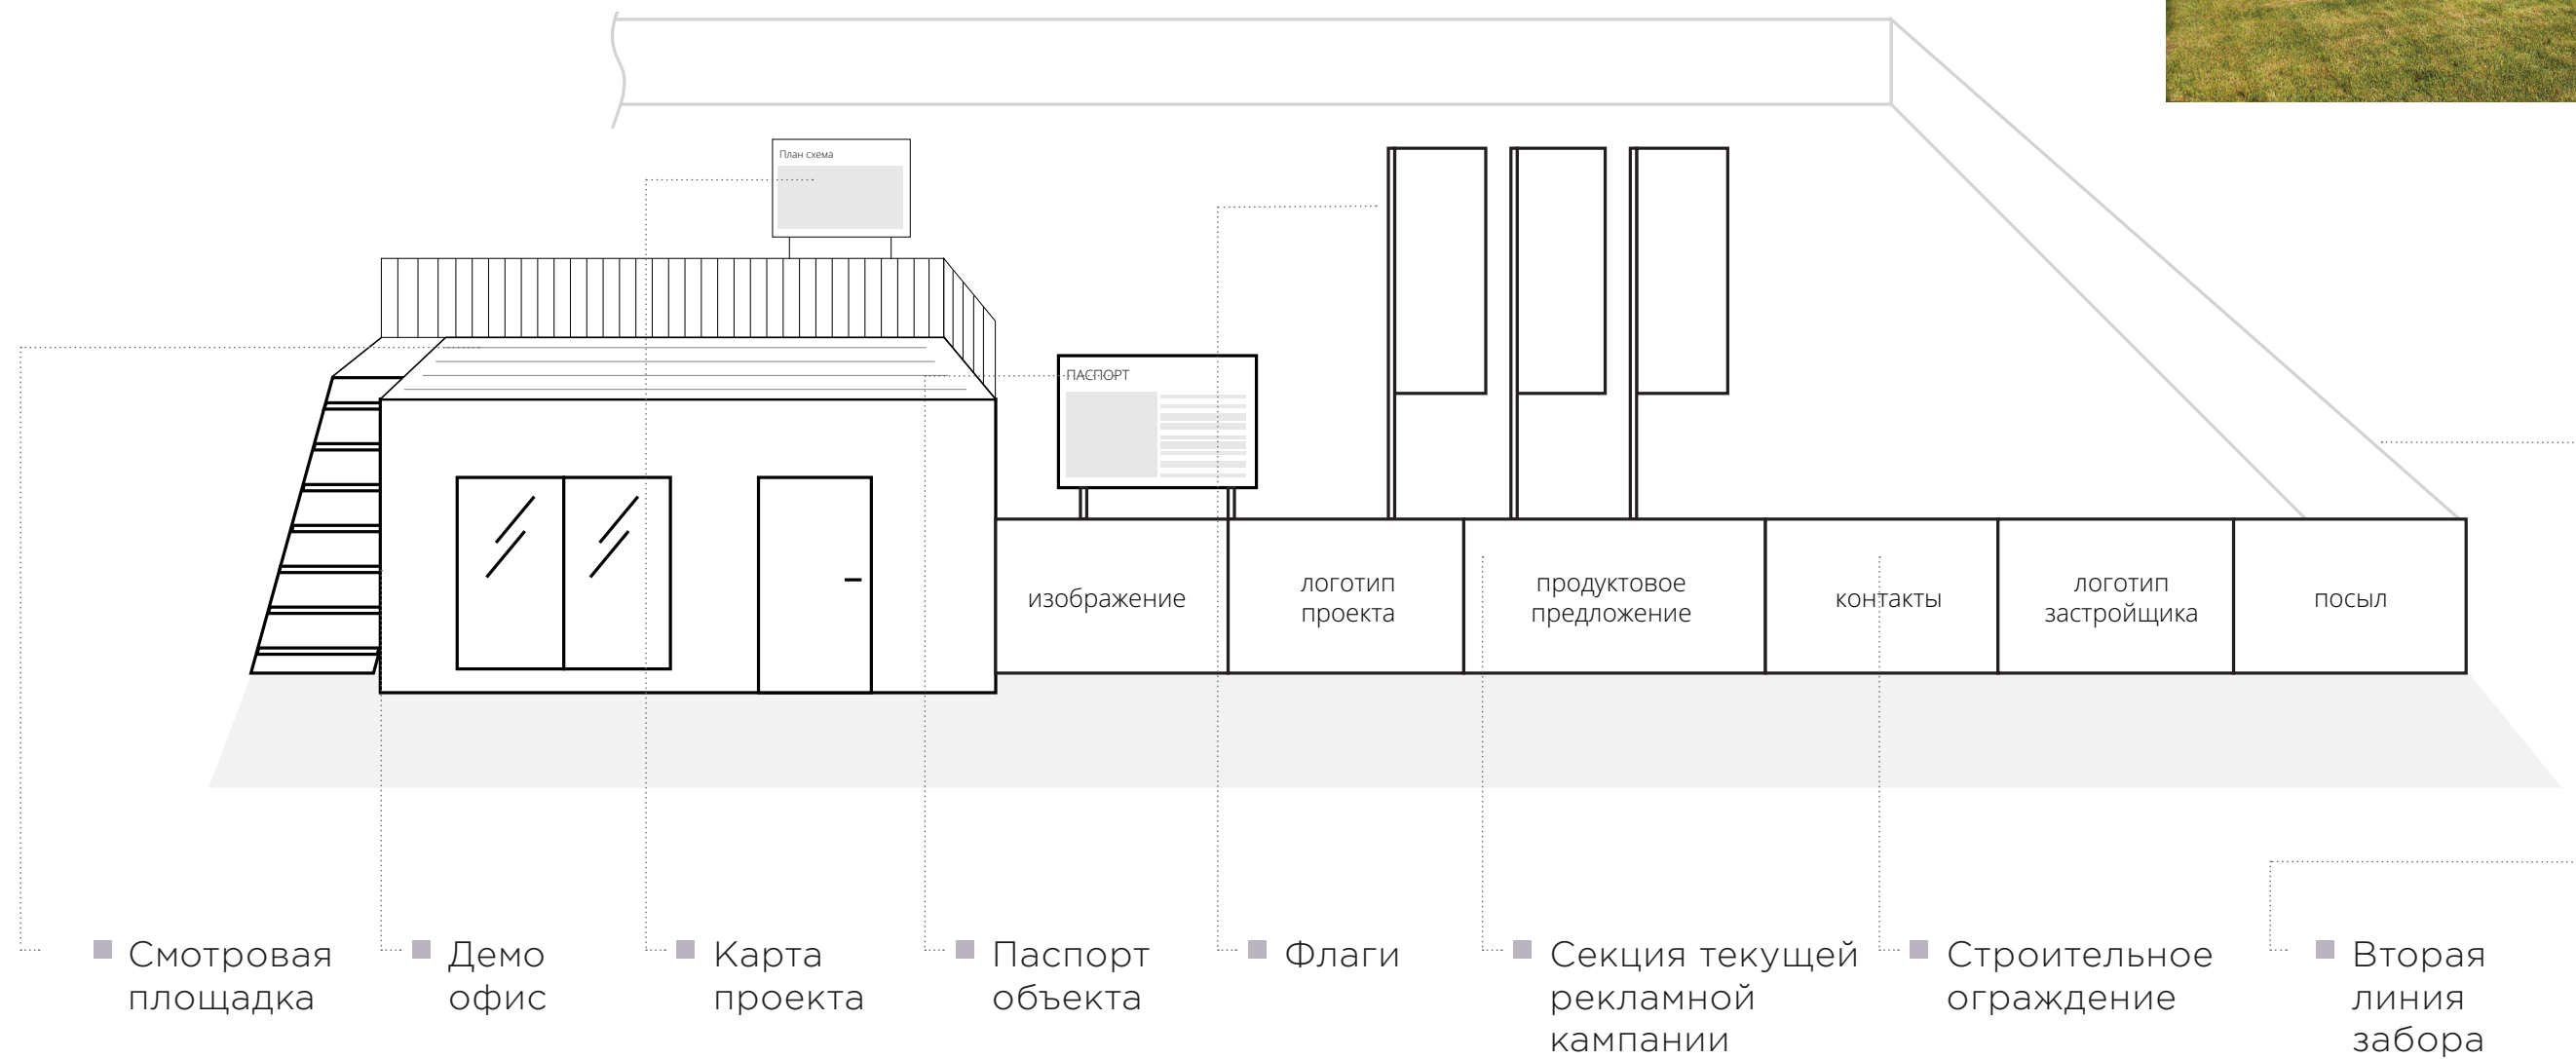 План схема
ПАСПОРТ
изображение
логотип
проекта
продуктовое
предложение
контакты
логотип
застройщика
посыл
Смотровая
площадка
Демо
офис
Карта
проекта
Паспорт
объекта
Флаги
Секция текущей
рекламной
кампании
Строительное
ограждение
Вторая
линия
забора